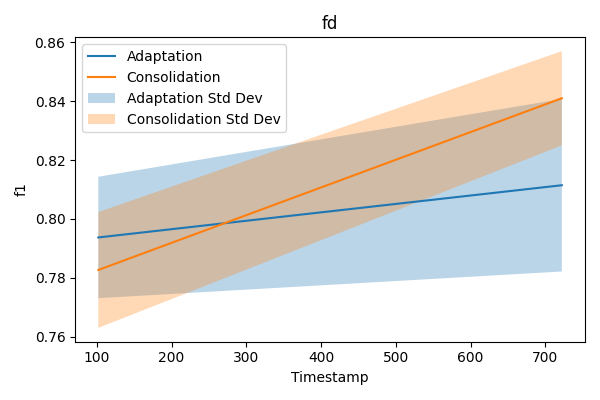 fd
0.86
0.84
0.82
0.80
0.78
0.76
f1
Adaptation
Consolidation
Adaptation Std Dev
Consolidation Std Dev
100
200
300
400
500
600
700
Timestamp